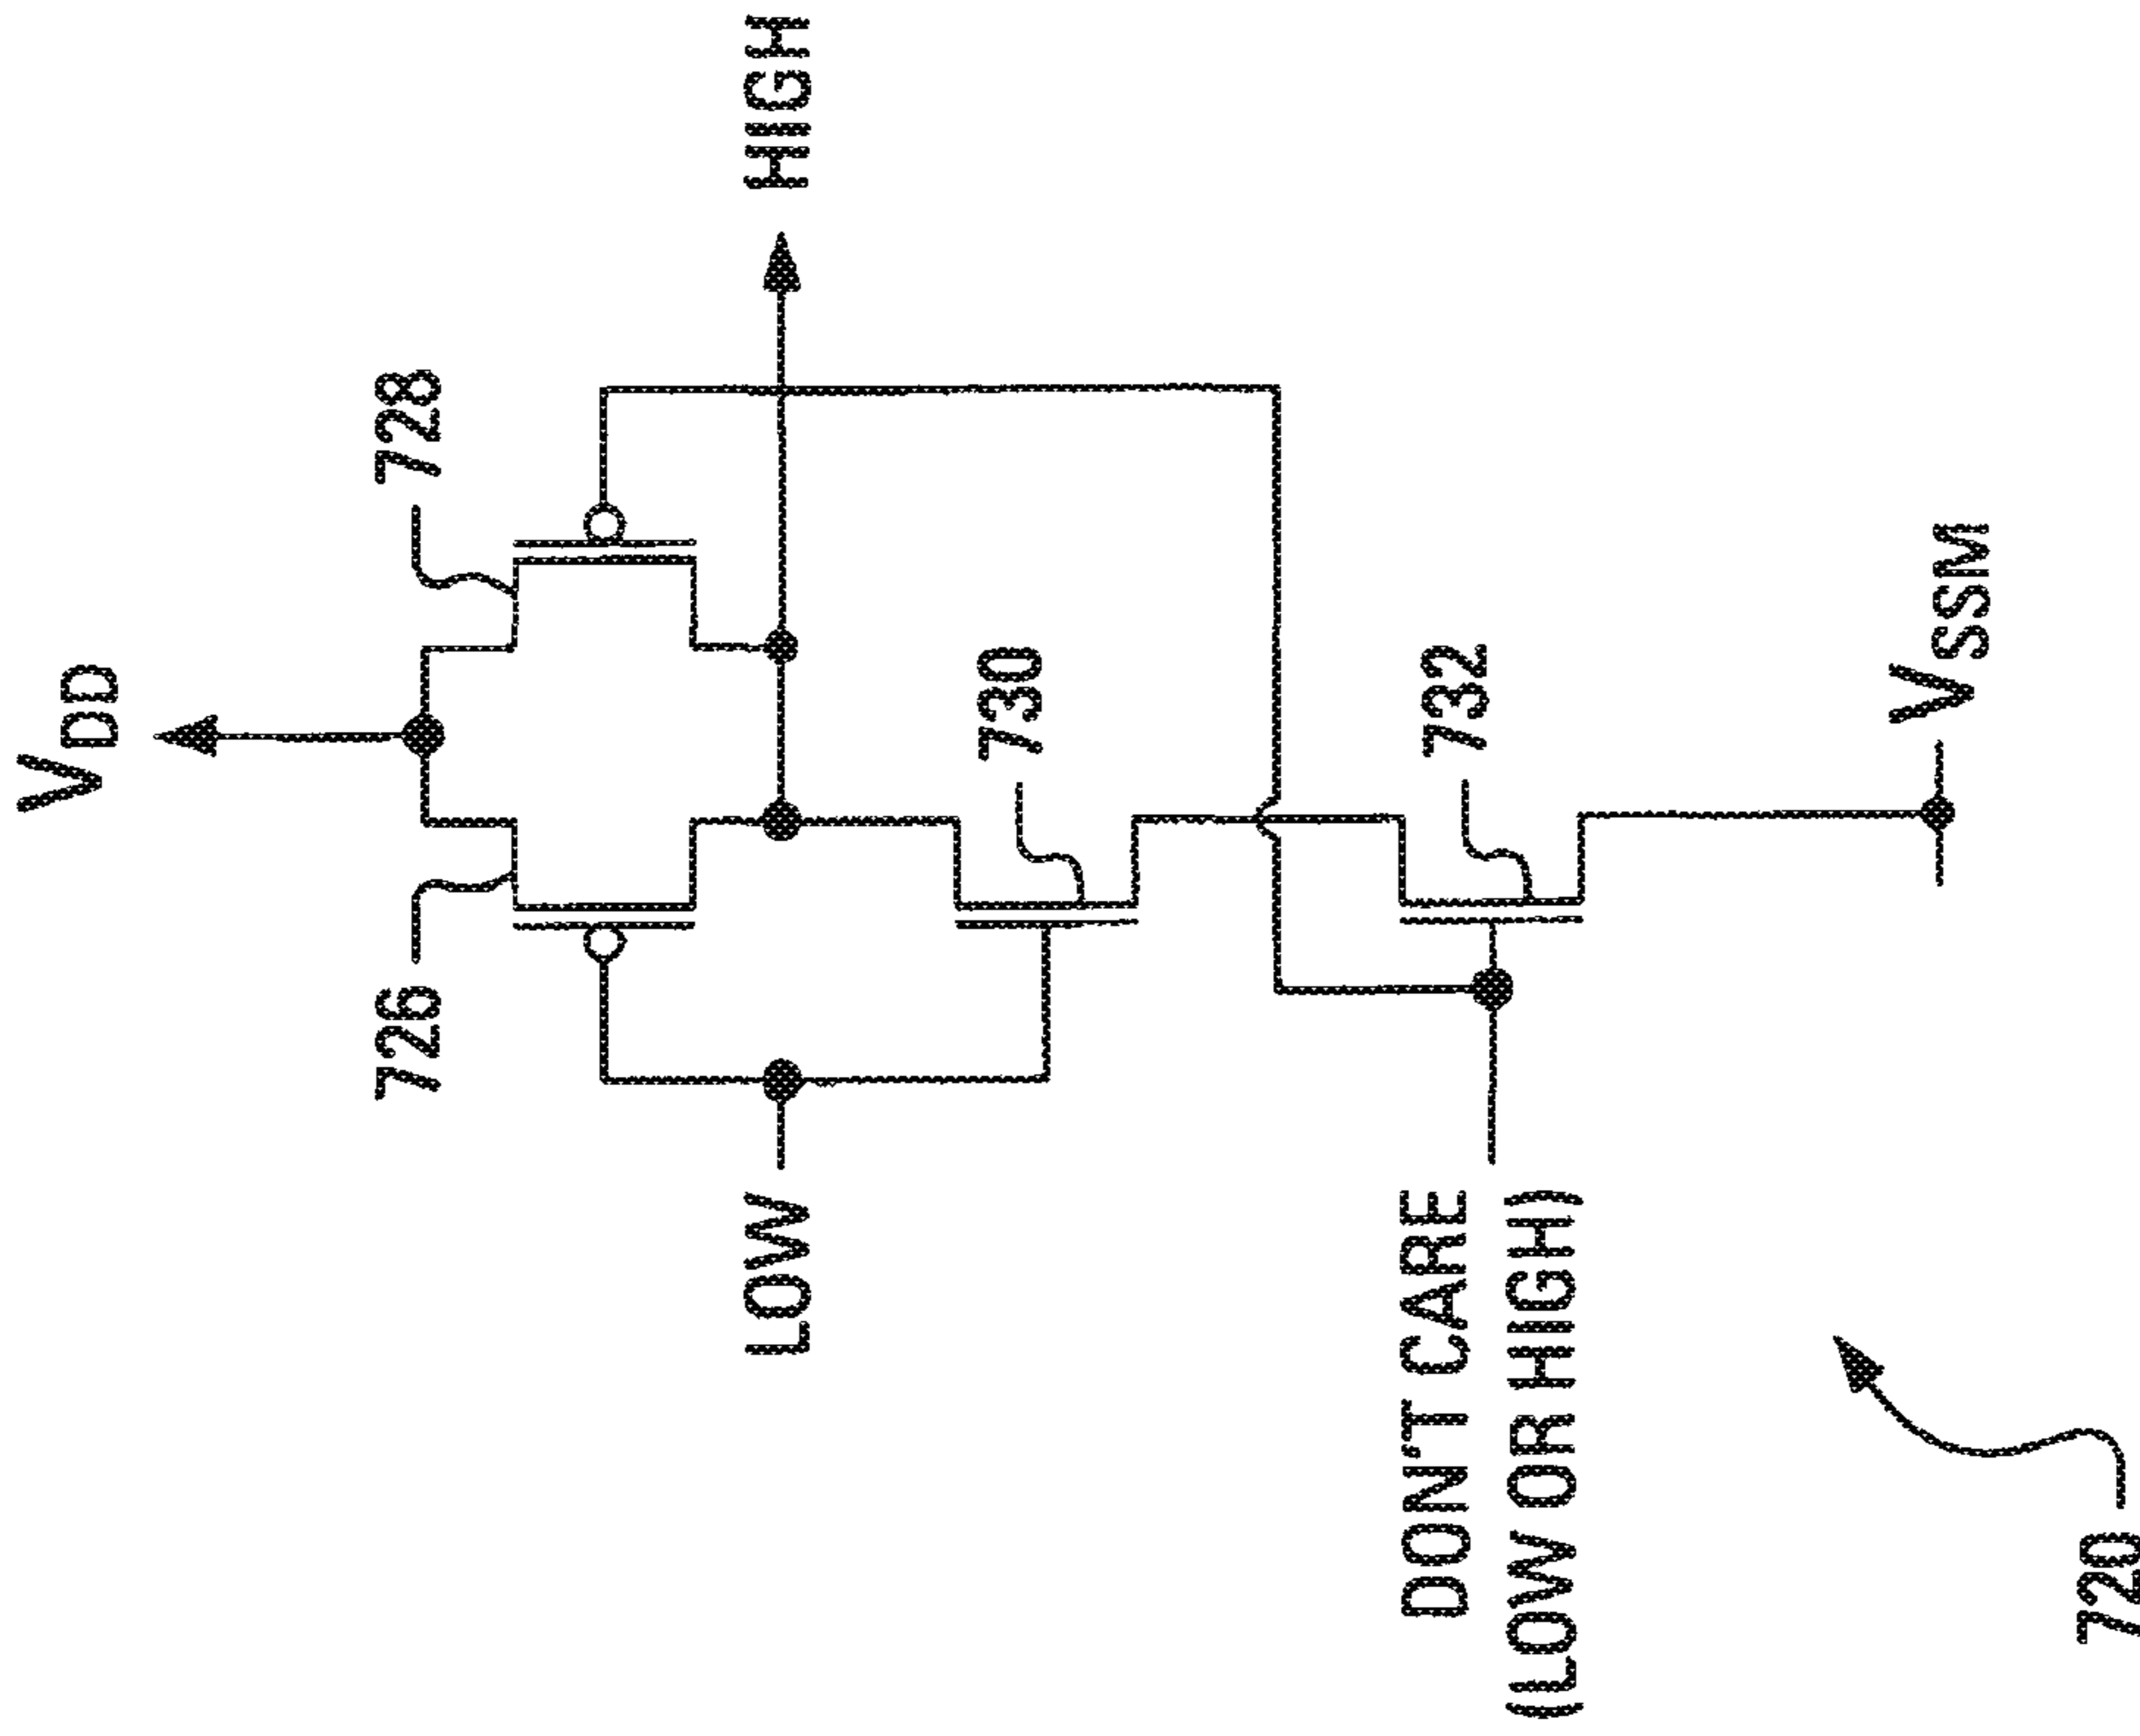 VDD
726
728
LOW
HIGH
730
DON'T CARE
(LOW OR HIGH)
732
VSSM
720